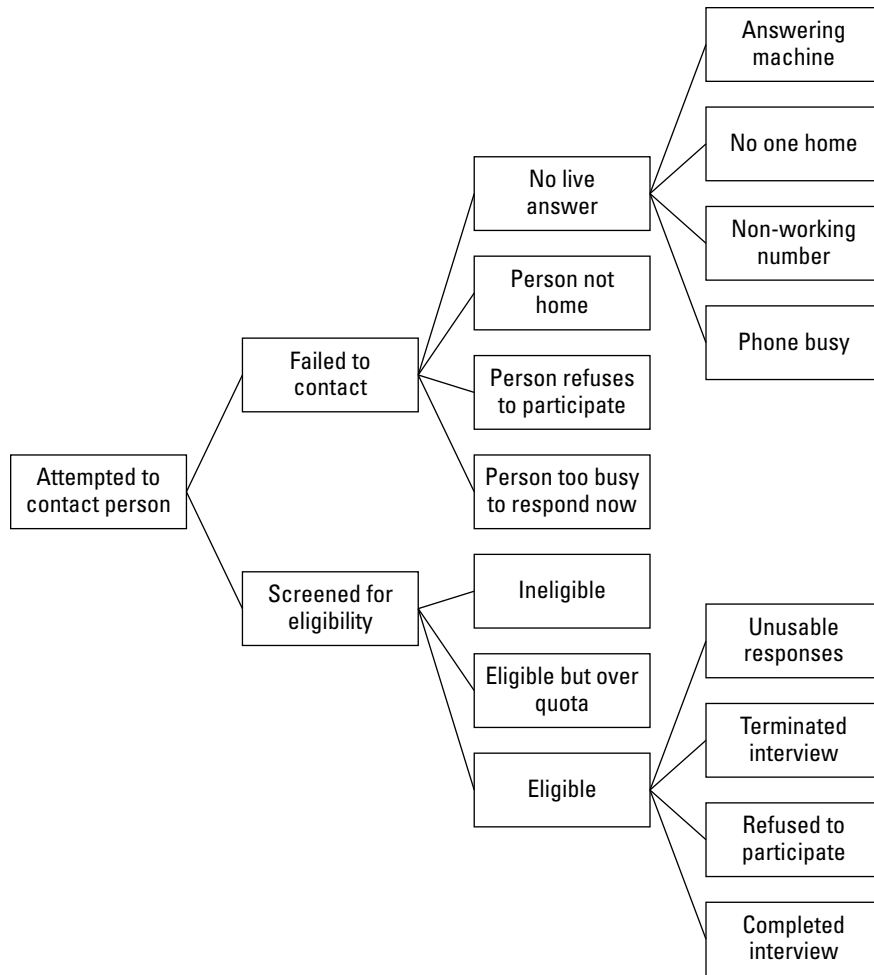 Answering
machine
No one home
No live
answer
Non-working
number
Person not
home
Phone busy
Failed to
contact
Person refuses
to participate
Attempted to
contact person
Person too busy
to respond now
Screened for
eligibility
Ineligible
Unusable
responses
Eligible but over
quota
Terminated
interview
Eligible
Refused to
participate
Completed
interview